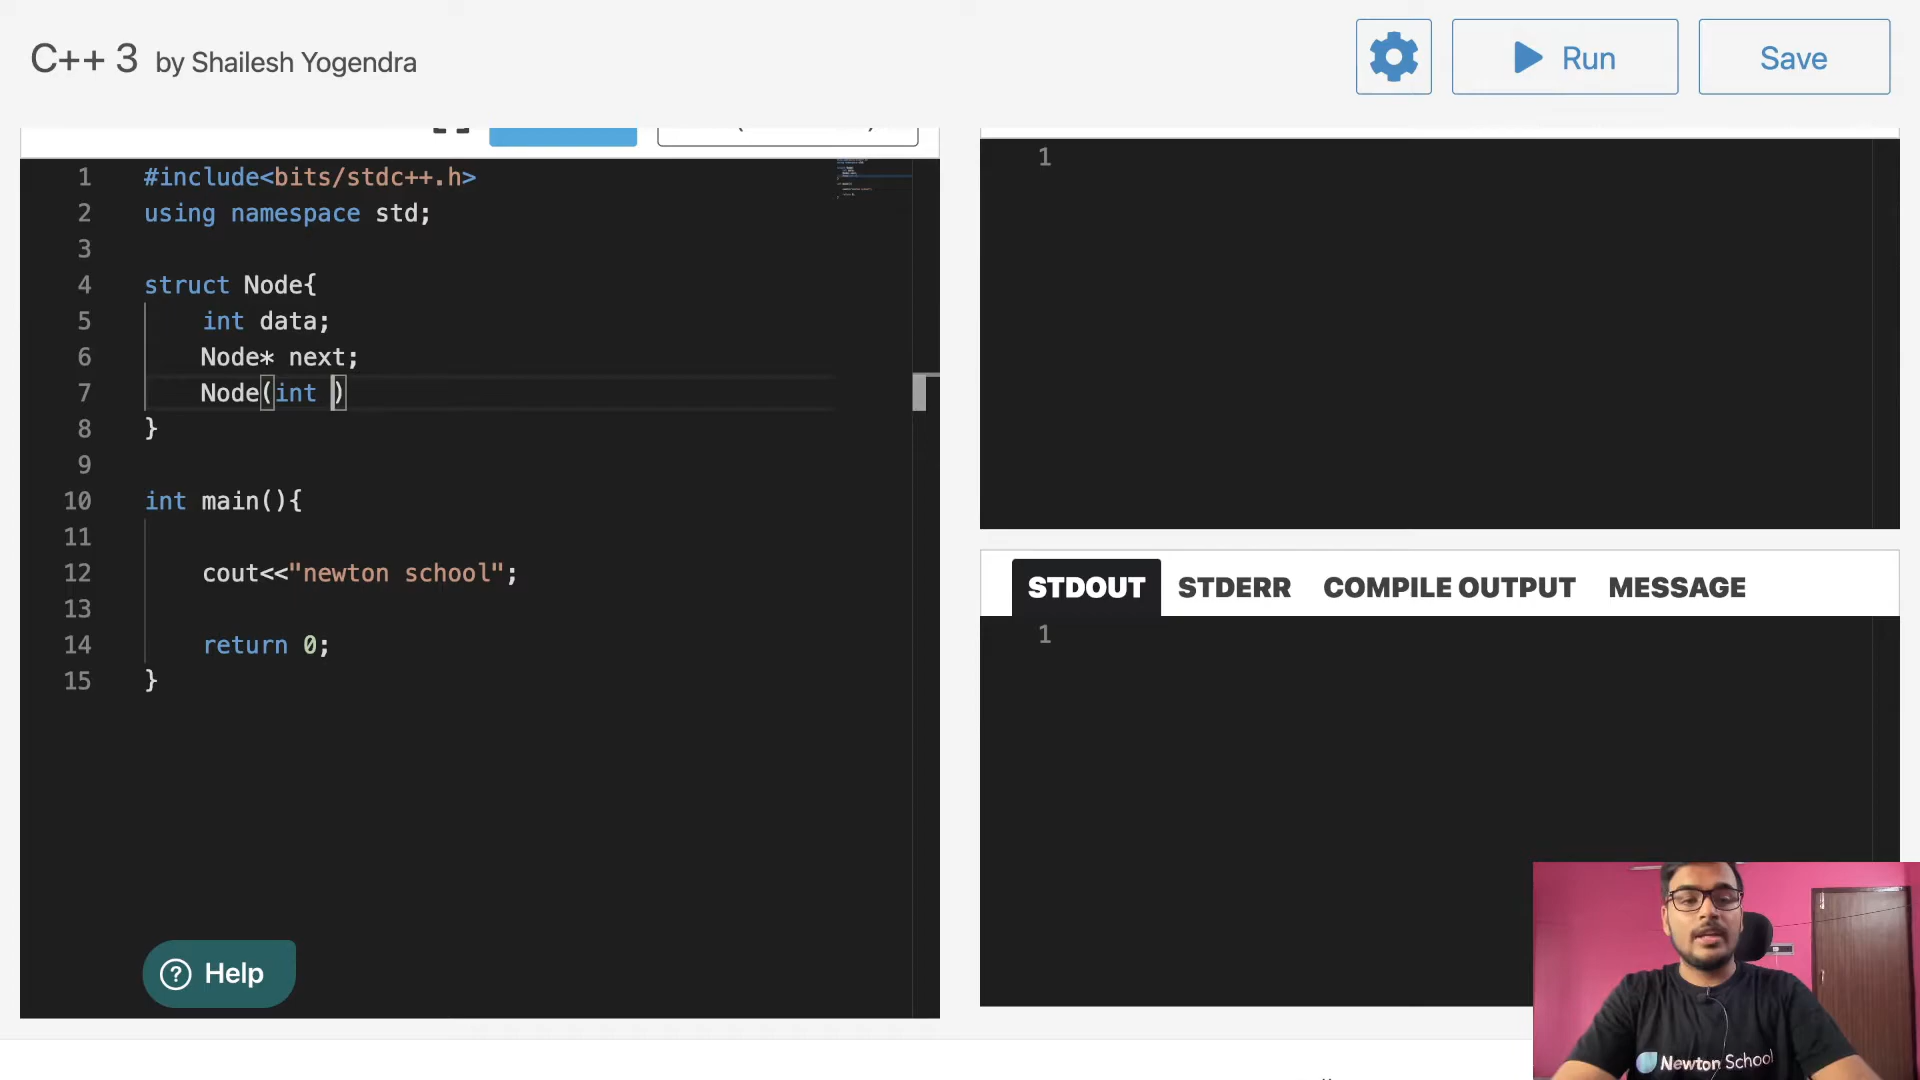 C++ 3 by Shailesh Yogendra
Run
Save
1 #include<bits/stdc++.h>
2 using namespace std;
3
4 struct Node{
5 int data;
6 Node* next;
7 Node(int )
8 }
9
10 int main(){
11
12 cout<<"newton school";
13
14 return 0;
15 }
1
STDOUT STDERR COMPILE OUTPUT MESSAGE
1
? Help
Newton School